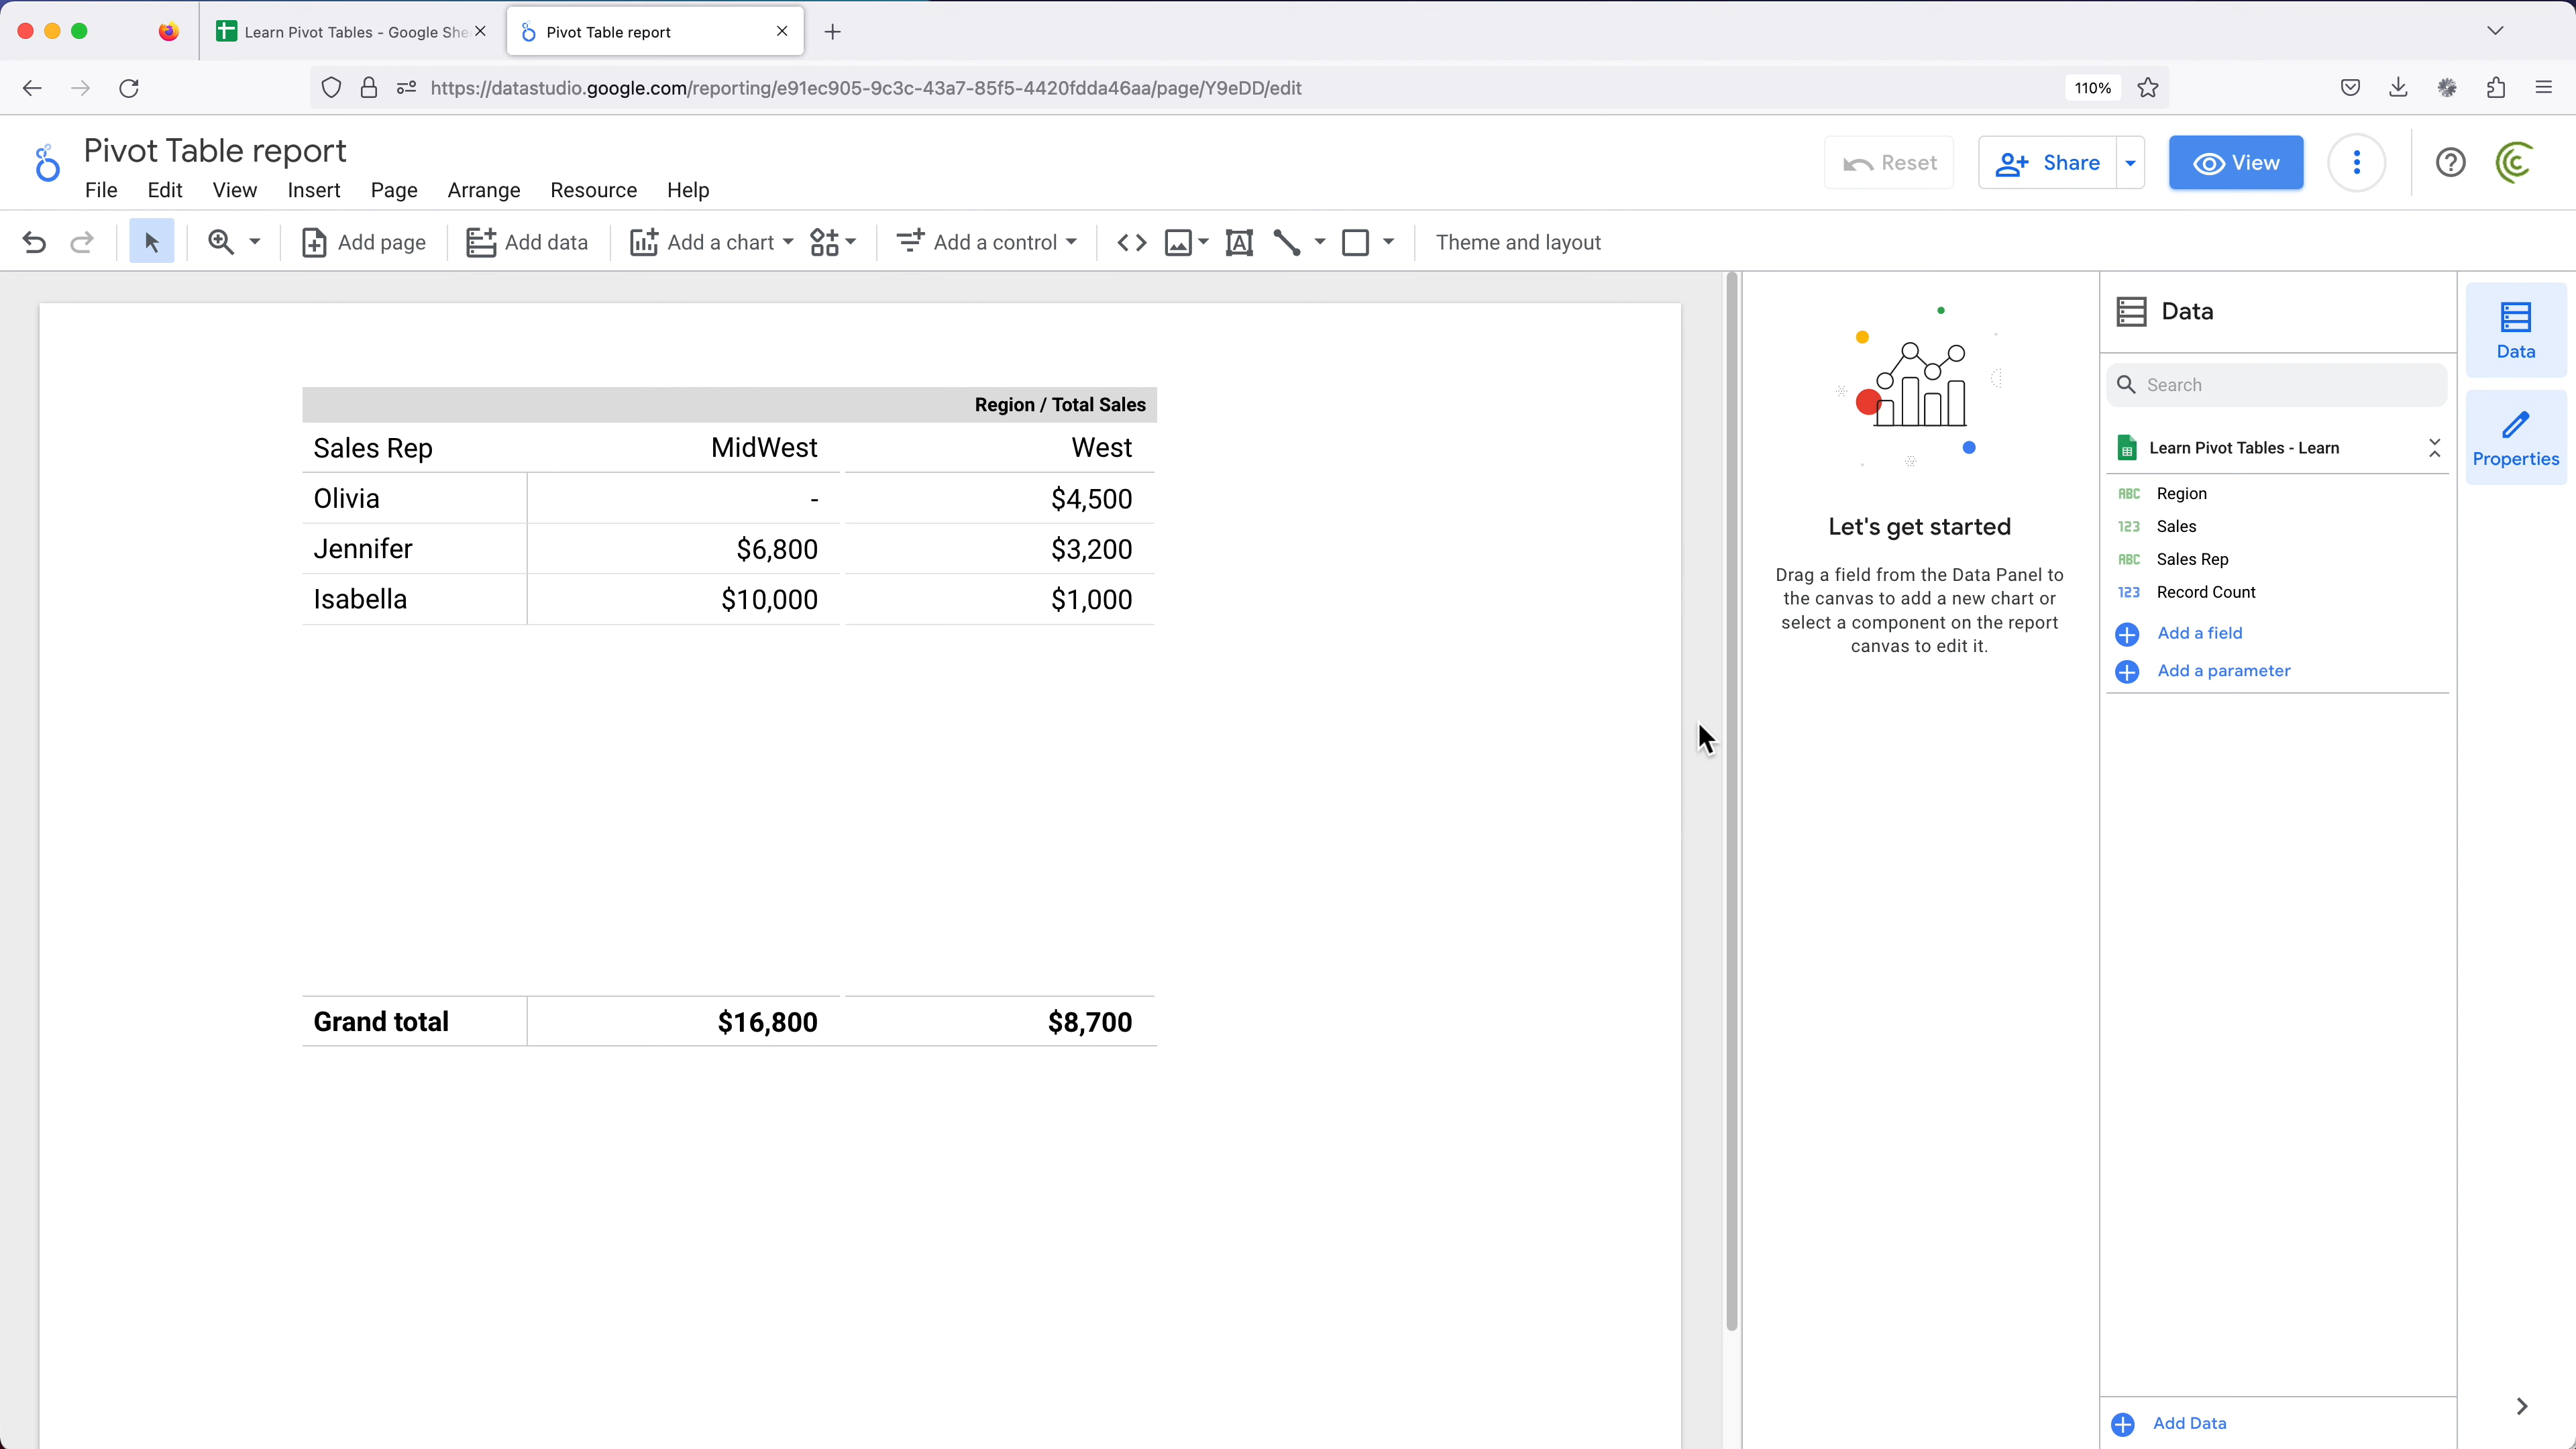 Learn Pivot Tables - Google She
Pivot Table report
https://datastudio.google.com/reporting/e91ec905-9c3c-43a7-85f5-4420fdda46aa/page/Y9eDD/edit
110%
Pivot Table report
Reset
Share
View
File Edit View Insert Page Arrange Resource Help
Add page
Add data
Add a chart
Add a control
Theme and layout
Region / Total Sales
Sales Rep MidWest West
Olivia - $4,500
Jennifer $6,800 $3,200
Isabella $10,000 $1,000
Grand total $16,800 $8,700
Let's get started
Drag a field from the Data Panel to
the canvas to add a new chart or
select a component on the report
canvas to edit it.
Data
Search
Learn Pivot Tables - Learn
ABC Region
123 Sales
ABC Sales Rep
123 Record Count
Add a field
Add a parameter
Add Data
Data
Properties